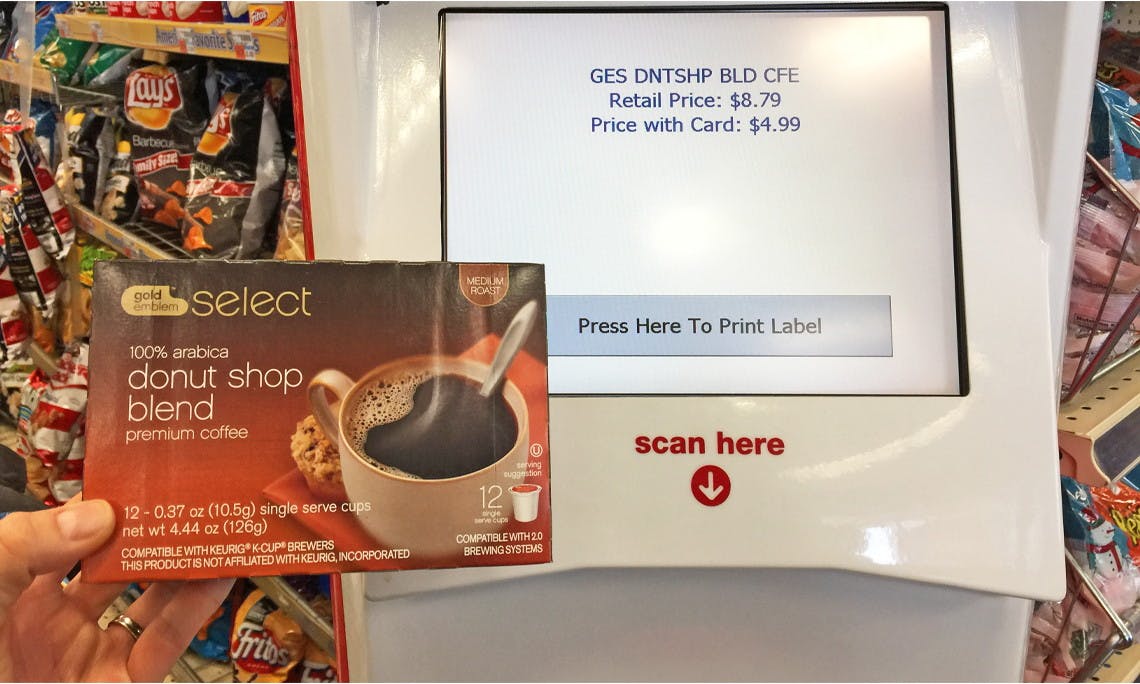 Lay's
Barbecue
Family Size!
GES DNTSHP BLD CFE
Retail Price: $8.79
Price with Card: $4.99
Press Here To Print Label
scan here
gold
emblem
select
MEDIUM
ROAST
100% arabica
donut shop
blend
premium coffee
U
serving
suggestion
12
single
serve cups
12 - 0.37 oz (10.5g) single serve cups
net wt 4.44 oz (126g)
COMPATIBLE WITH KEURIG® K-CUP® BREWERS
THIS PRODUCT IS NOT AFFILIATED WITH KEURIG, INCORPORATED
COMPATIBLE WITH 2.0
BREWING SYSTEMS
Fritos
Fritos